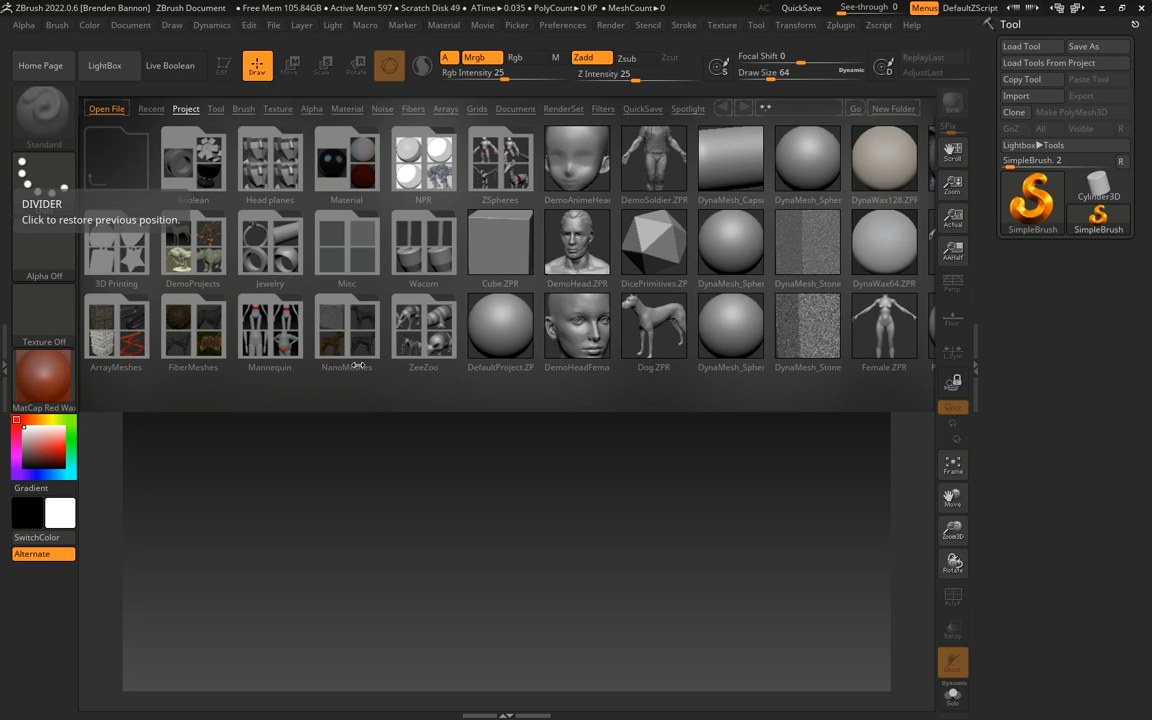 ZBrush 2022.0.6 [Brenden Bannon] ZBrush Document ● Free Mem 105.84GB ● Active Mem 597 ● Scratch Disk 49 ● ATime►0.035 ● PolyCount►0 KP ● MeshCount►0 AC QuickSave See-through 0 Menus DefaultZScript
Alpha Brush Color Document Draw Dynamics Edit File Layer Light Macro Marker Material Movie Picker Preferences Render Stencil Stroke Texture Tool Transform Zplugin Zscript Help
Tool
Load Tool Save As
Load Tools From Project
Copy Tool Paste Tool
Import Export
Clone Make PolyMesh3D
GoZ All Visible R
Lightbox►Tools
SimpleBrush. 2 R
Cylinder3D
SimpleBrush SimpleBrush
Home Page LightBox Live Boolean Edit Draw Move Scale Rotate
A Mrgb Rgb M Zadd Zsub Zcut
Rgb Intensity 25 Z Intensity 25
S Focal Shift 0
Draw Size 64 Dynamic D
ReplayLast
AdjustLast
Open File Recent Project Tool Brush Texture Alpha Material Noise Fibers Arrays Grids Document RenderSet Filters QuickSave Spotlight *.* Go New Folder
Standard
DIVIDER
Click to restore previous position.
Boolean Head planes Material NPR ZSpheres DemoAnimeHead DemoSoldier.ZPR DynaMesh_Caps DynaMesh_Spher DynaWax128.ZPR
3D Printing DemoProjects Jewelry Misc Wacom Cube.ZPR DemoHead.ZPR DicePrimitives.ZP DynaMesh_Spher DynaMesh_Stone DynaWax64.ZPR
ArrayMeshes FiberMeshes Mannequin NanoMeshes ZeeZoo DefaultProject.ZP DemoHeadFema Dog.ZPR DynaMesh_Spher DynaMesh_Stone Female.ZPR
Alpha Off
Texture Off
MatCap Red Wax
Gradient
SwitchColor
Alternate
SPix
Scroll
Zoom
Actual
AAHalf
Persp
Floor
L.Sym
Frame
Move
Zoom3D
Rotate
PolyF
Transp
Ghost
Dynamic
Solo